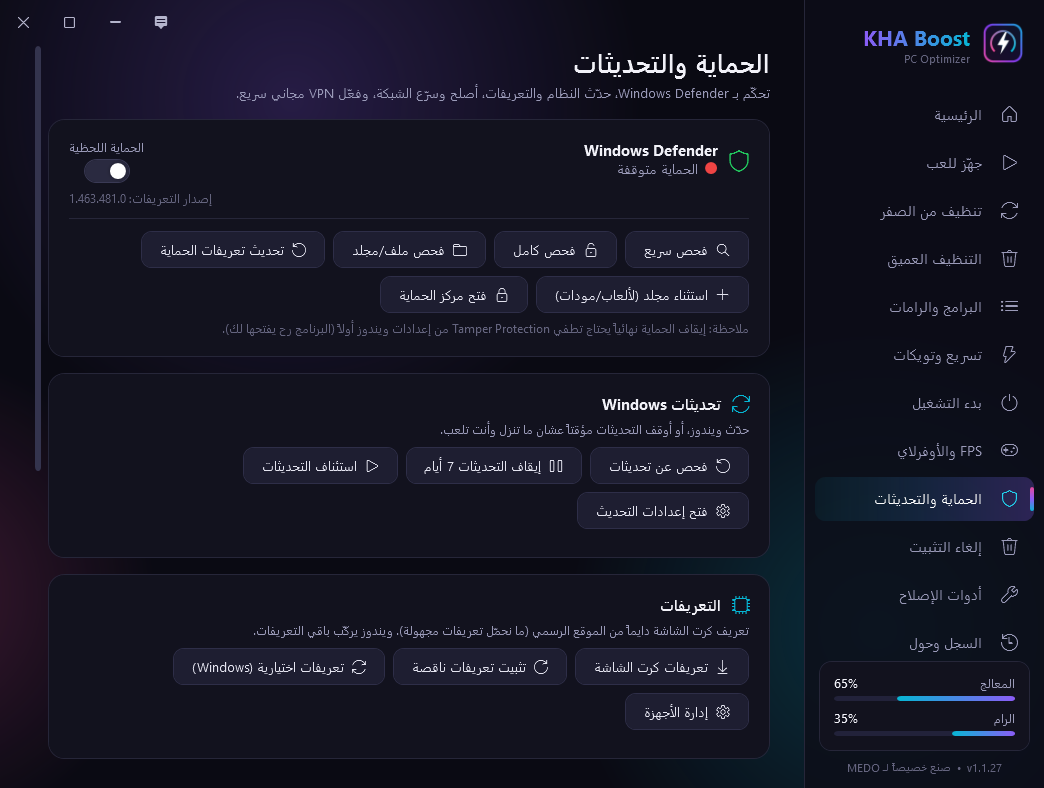 KHA Boost
PC Optimizer
الرئيسية
جهّز للعب
تنظيف من الصفر
التنظيف العميق
البرامج والرامات
تسريع وتويكات
بدء التشغيل
FPS والأوفرلاي
الحماية والتحديثات
إلغاء التثبيت
أدوات الإصلاح
السجل وحول
المعالج 65%
الرام 35%
v1.1.27 • صنع خصيصاً لـ MEDO
الحماية والتحديثات
تحكّم بـ Windows Defender، حدّث النظام والتعريفات، أصلح وسرّع الشبكة، وفعّل VPN مجاني سريع.
Windows Defender
الحماية متوقفة
الحماية اللحظية
إصدار التعريفات: 1.463.481.0
فحص سريع
فحص كامل
فحص ملف/مجلد
تحديث تعريفات الحماية
استثناء مجلد (لألعاب/مودات)
فتح مركز الحماية
ملاحظة: إيقاف الحماية نهائياً يحتاج تطفي Tamper Protection من إعدادات ويندوز أولاً (البرنامج رح يفتحها لك).
تحديثات Windows
حدّث ويندوز، أو أوقف التحديثات مؤقتاً عشان ما تنزل وأنت تلعب.
فحص عن تحديثات
إيقاف التحديثات 7 أيام
استئناف التحديثات
فتح إعدادات التحديث
التعريفات
تعريف كرت الشاشة دايماً من الموقع الرسمي (ما نحمّل تعريفات مجهولة)، ويندوز يركّب باقي التعريفات.
تعريفات كرت الشاشة
تثبيت تعريفات ناقصة
تعريفات اختيارية (Windows)
إدارة الأجهزة